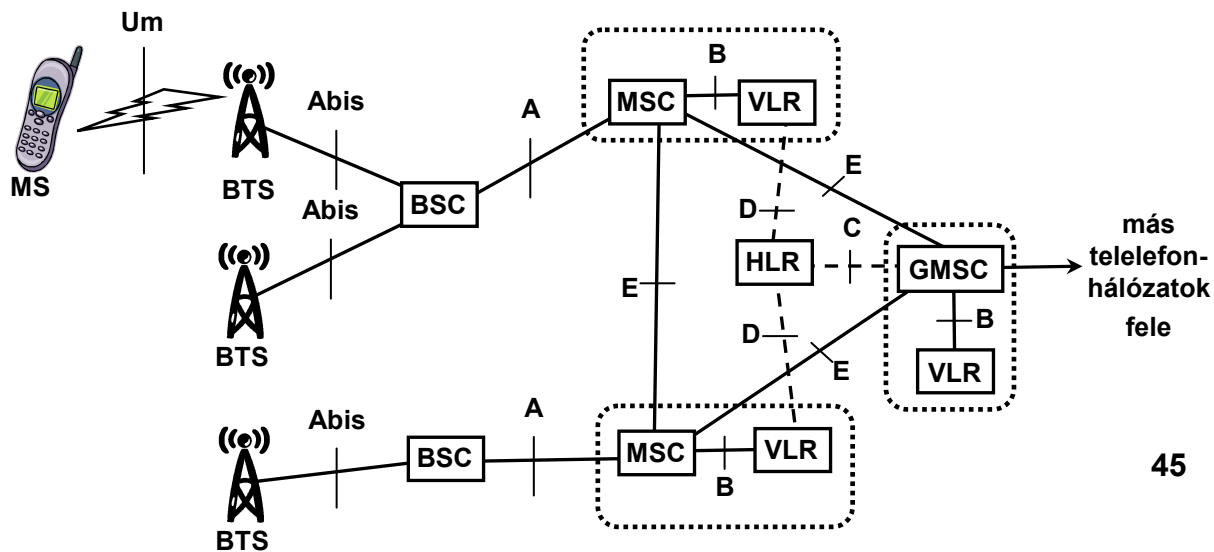 Um
B
MSC
VLR
Abis
A
MS
BTS
BSC
E
Abis
D
C
HLR
GMSC
más
telelefon-
hálózatok
fele
E
BTS
D
E
B
VLR
Abis
A
BSC
MSC
VLR
B
BTS
45